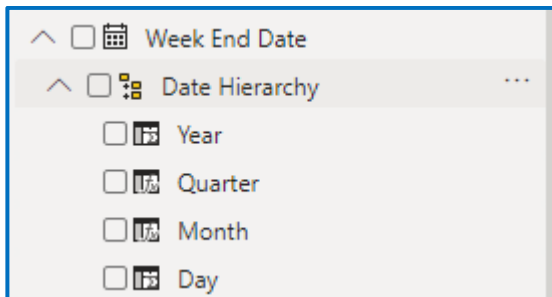 Week End Date
Date Hierarchy
Year
Quarter
Month
Day